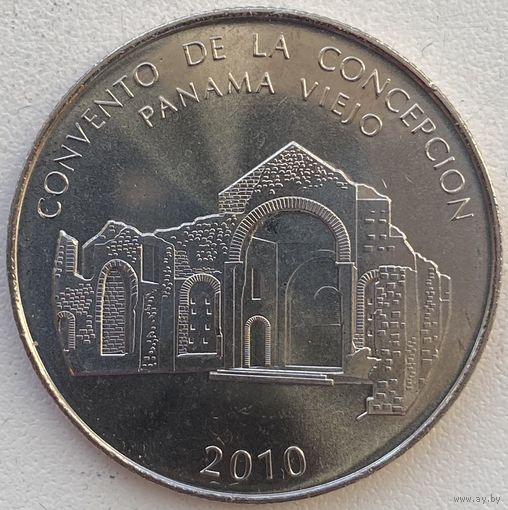 CONVENTO DE LA CONCEPCION
PANAMA VIEJO
2010
www.ay.by